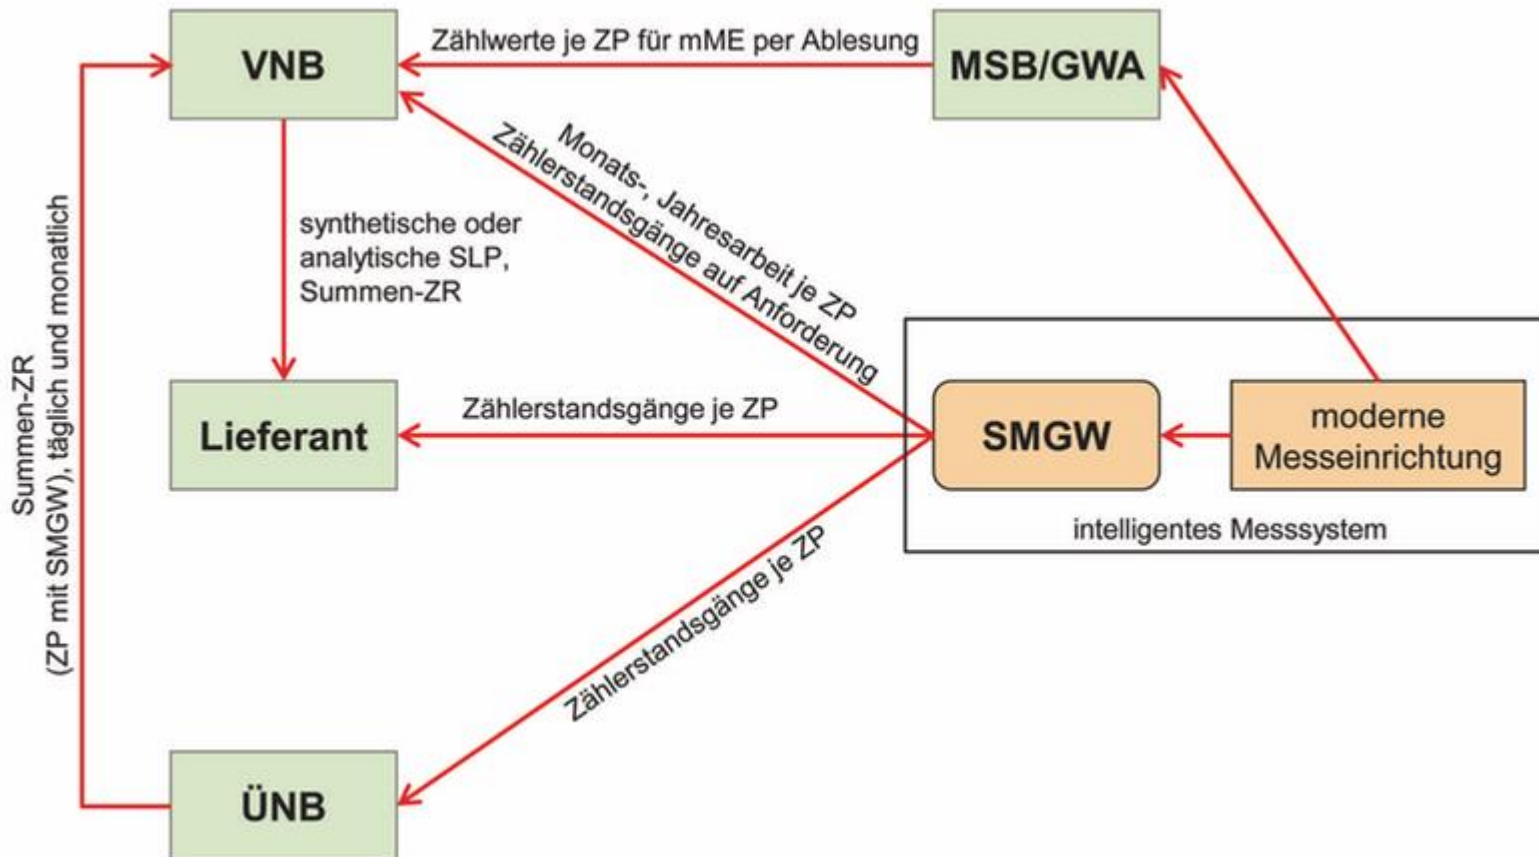 VNB
Zählwerte je ZP für mME per Ablesung
MSB/GWA
Monats-, Jahresarbeit je ZP
Zählerstandsgänge auf Anforderung
synthetische oder
analytische SLP,
Summen-ZR
Summen-ZR
(ZP mit SMGW), täglich und monatlich
Lieferant
Zählerstandsgänge je ZP
SMGW
moderne
Messeinrichtung
intelligentes Messsystem
Zählerstandsgänge je ZP
ÜNB